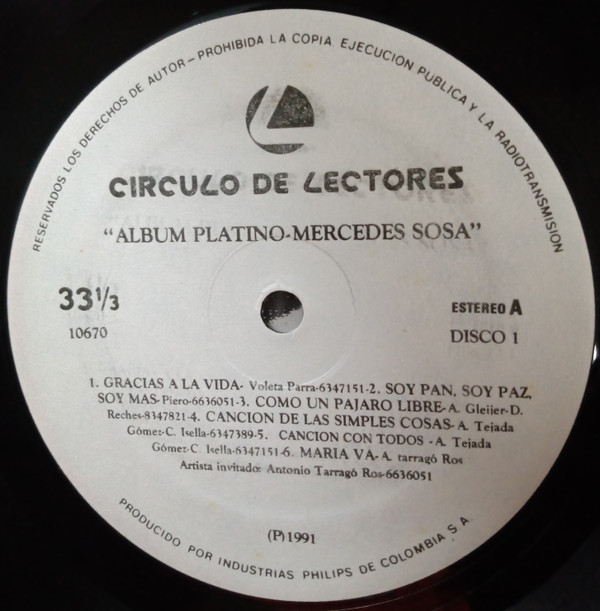 RESERVADOS LOS DERECHOS DE AUTOR-PROHIBIDA LA COPIA EJECUCION PUBLICA Y LA RADIOTRANSMISION
CIRCULO DE LECTORES
“ALBUM PLATINO-MERCEDES SOSA”
33 1/3
10670
ESTEREO A
DISCO 1
1. GRACIAS A LA VIDA- Voleta Parra-6347151-2. SOY PAN, SOY PAZ,
SOY MAS-Piero-6636051-3. COMO UN PAJARO LIBRE-A. Gleiier-D.
Reches-8347821-4. CANCION DE LAS SIMPLES COSAS-A. Tejada
Gómez-C. Isella-6347389-5. CANCION CON TODOS -A. Tejada
Gómez-C. Isella-6347151-6. MARIA VA-A. tarragó Ros
Artista invitado: Antonio Tarragó Ros-6636051
(P) 1991
PRODUCIDO POR INDUSTRIAS PHILIPS DE COLOMBIA S.A